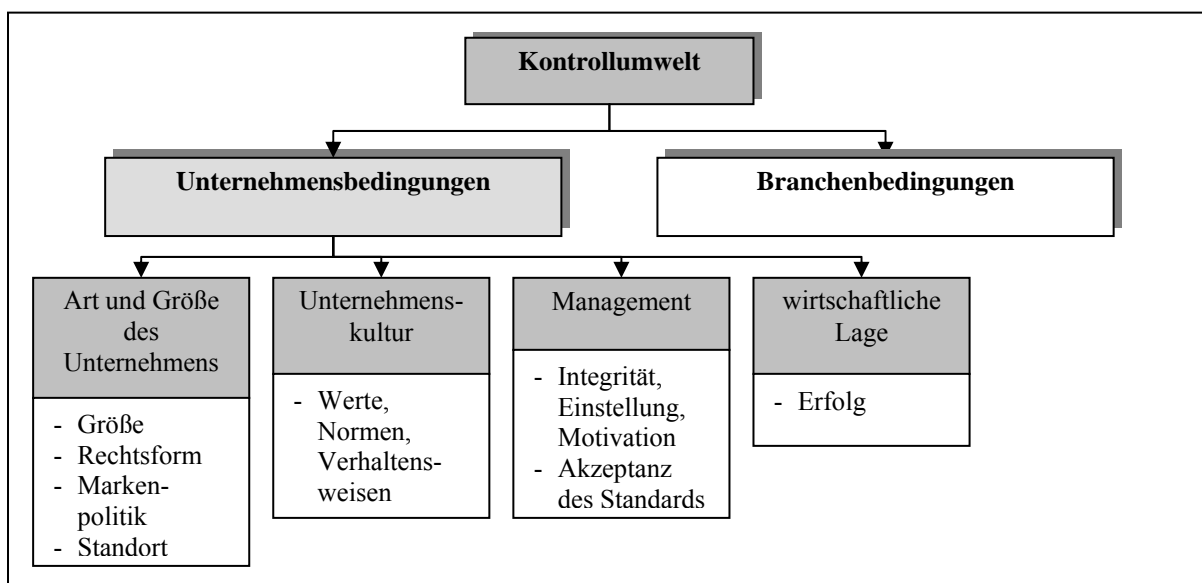 Kontrollumwelt
Unternehmensbedingungen
Branchenbedingungen
Art und Größe
des
Unternehmens
- Größe
- Rechtsform
- Marken-
politik
- Standort
Unternehmens-
kultur
- Werte,
Normen,
Verhaltens-
weisen
Management
- Integrität,
Einstellung,
Motivation
- Akzeptanz
des Standards
wirtschaftliche
Lage
- Erfolg